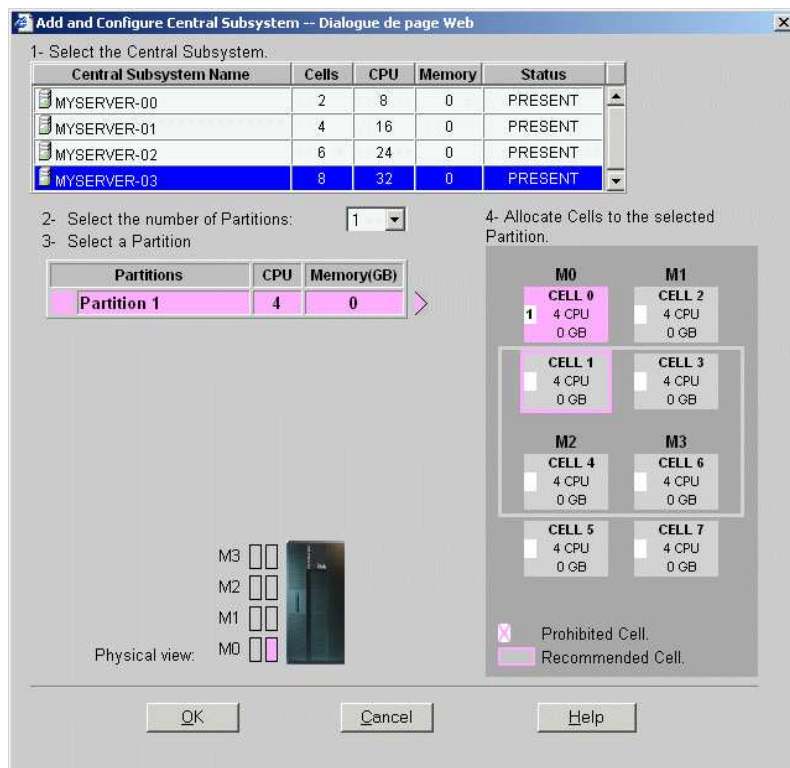 Add and Configure Central Subsystem -- Dialogue de page Web
1- Select the Central Subsystem.
Central Subsystem Name Cells CPU Memory Status
MYSERVER-00 2 8 0 PRESENT
MYSERVER-01 4 16 0 PRESENT
MYSERVER-02 6 24 0 PRESENT
MYSERVER-03 8 32 0 PRESENT
2- Select the number of Partitions: 1
3- Select a Partition
Partitions CPU Memory(GB)
Partition 1 4 0
4- Allocate Cells to the selected
Partition.
M0 M1
CELL 0 CELL 2
1 4 CPU 4 CPU
0 GB 0 GB
CELL 1 CELL 3
4 CPU 4 CPU
0 GB 0 GB
M2 M3
CELL 4 CELL 6
4 CPU 4 CPU
0 GB 0 GB
CELL 5 CELL 7
4 CPU 4 CPU
0 GB 0 GB
X Prohibited Cell.
Recommended Cell.
M3
M2
M1
Physical view: M0
OK Cancel Help